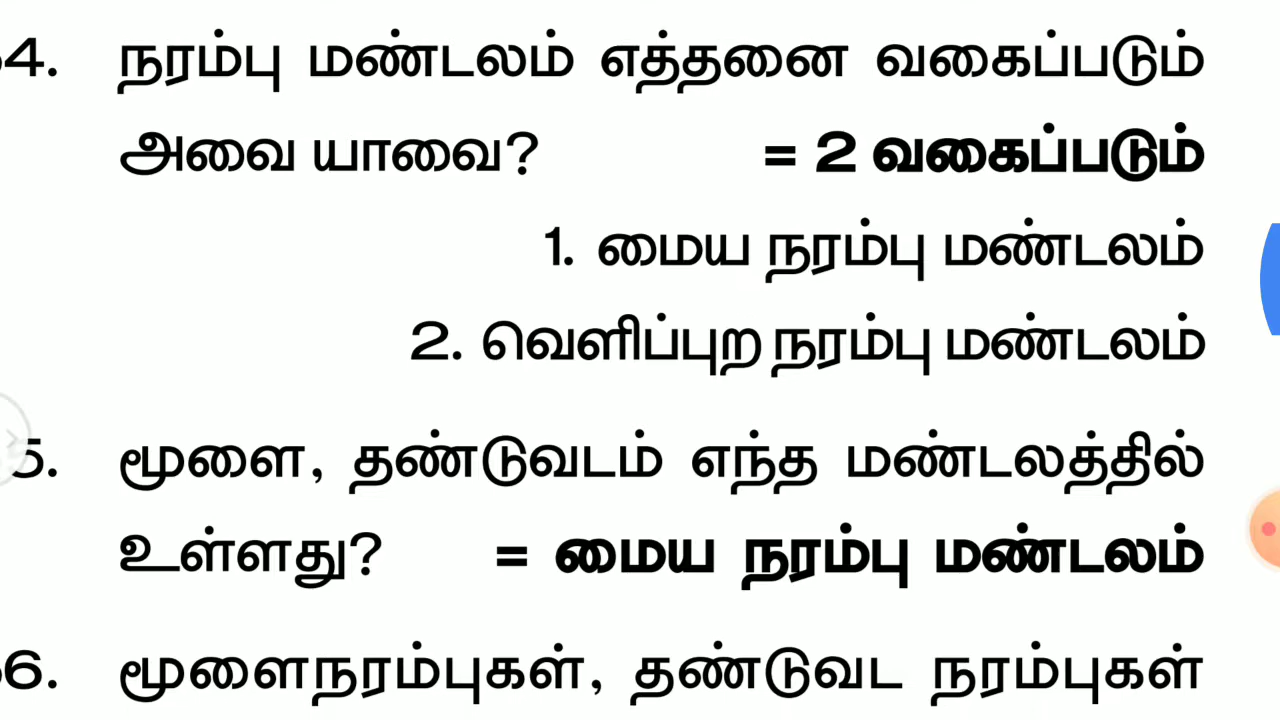 4. நரம்பு மண்டலம் எத்தனை வகைப்படும்
அவை யாவை? = 2 வகைப்படும்
1. மைய நரம்பு மண்டலம்
2. வெளிப்புற நரம்பு மண்டலம்
5. மூளை, தண்டுவடம் எந்த மண்டலத்தில்
உள்ளது? = மைய நரம்பு மண்டலம்
6. மூளைநரம்புகள், தண்டுவட நரம்புகள்